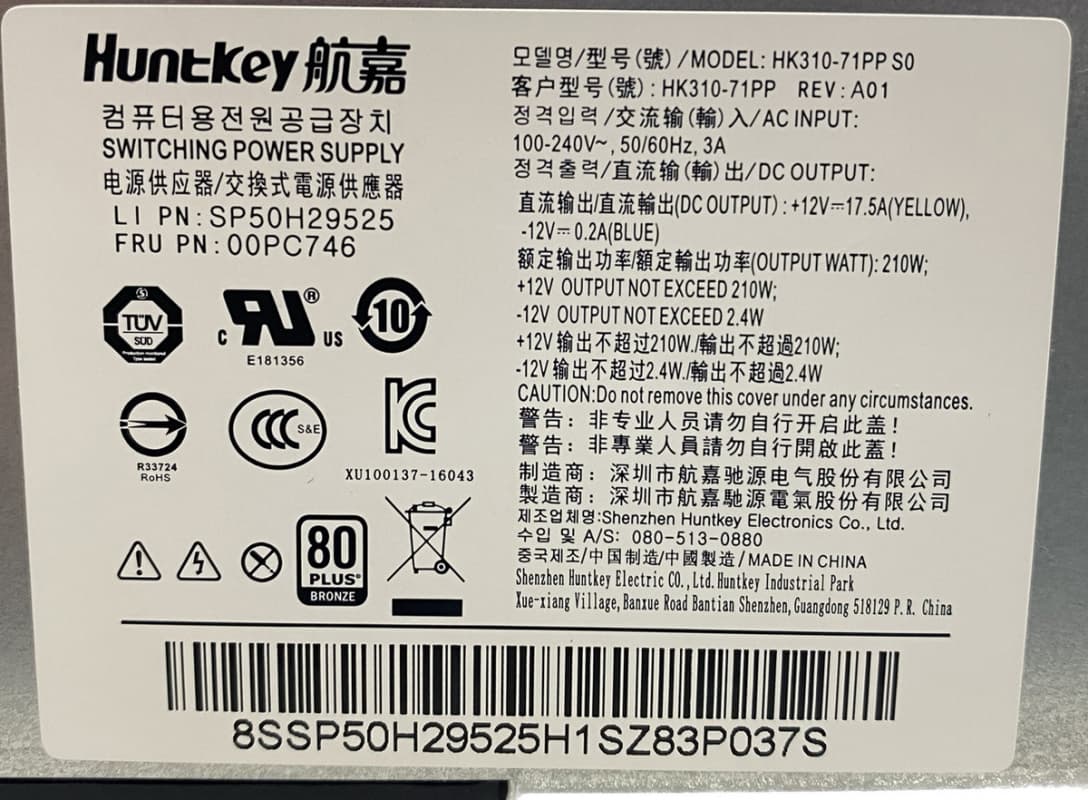 Huntkey航嘉
컴퓨터용전원공급장치
SWITCHING POWER SUPPLY
电源供应器/交換式電源供應器
LI PN:SP50H29525
FRU PN:00PC746
TÜV
SÜD
Production monitored
Type tested
c RU ® US
E181356
10
R33724
RoHS
CCC S&E
KC
XU100137-16043
80
PLUS®
BRONZE
모델명/型号(號)/MODEL: HK310-71PP S0
客户型号(號): HK310-71PP REV:A01
정격입력/交流输(輸)入/AC INPUT:
100-240V~, 50/60Hz, 3A
정격출력/直流输(輸)出/DC OUTPUT:
直流输出/直流輸出(DC OUTPUT) : +12V⎓17.5A(YELLOW),
-12V⎓0.2A(BLUE)
额定输出功率/額定輸出功率(OUTPUT WATT): 210W;
+12V OUTPUT NOT EXCEED 210W;
-12V OUTPUT NOT EXCEED 2.4W
+12V输出不超过210W./輸出不超過210W;
-12V输出不超过2.4W./輸出不超過2.4W
CAUTION:Do not remove this cover under any circumstances.
警告：非专业人员请勿自行开启此盖！
警告：非專業人員請勿自行開啟此蓋！
制造商：深圳市航嘉驰源电气股份有限公司
製造商：深圳市航嘉馳源電氣股份有限公司
제조업체명:Shenzhen Huntkey Electronics Co., Ltd.
수입 및 A/S: 080-513-0880
중국제조/中国制造/中國製造/MADE IN CHINA
Shenzhen Huntkey Electric CO.,Ltd.Huntkey Industrial Park
Xue-xiang Village,Banxue Road Bantian Shenzhen,Guangdong 518129 P.R. China
8SSP50H29525H1SZ83P037S